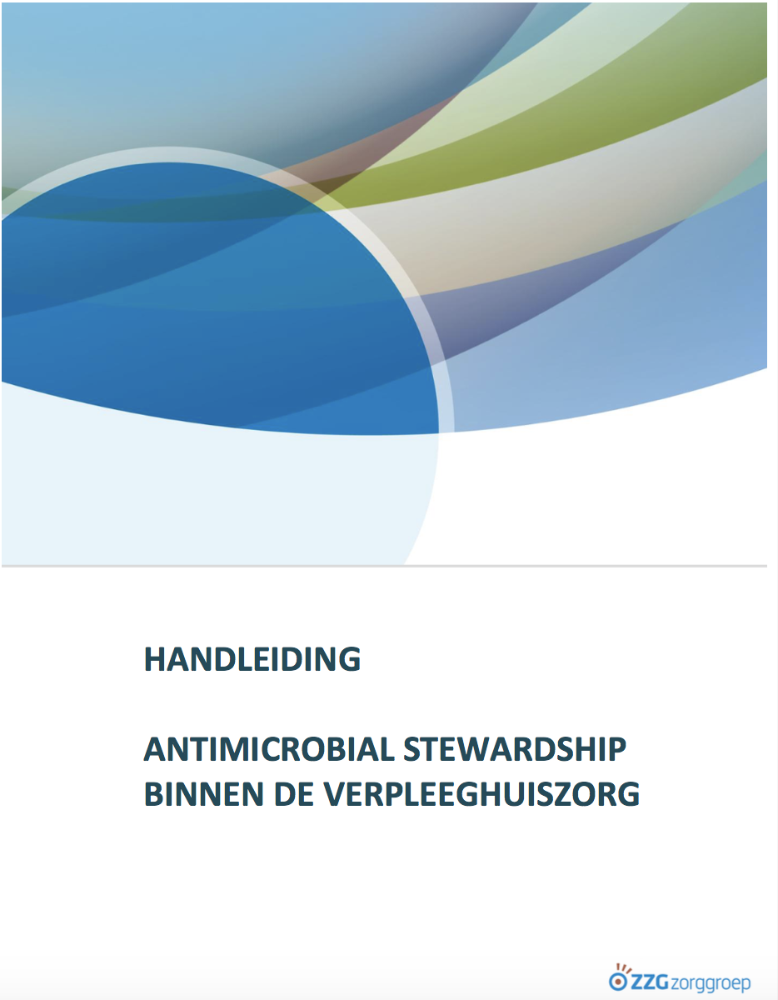 HANDLEIDING
ANTIMICROBIAL STEWARDSHIP
BINNEN DE VERPLEEGHUISZORG
ZZG zorggroep